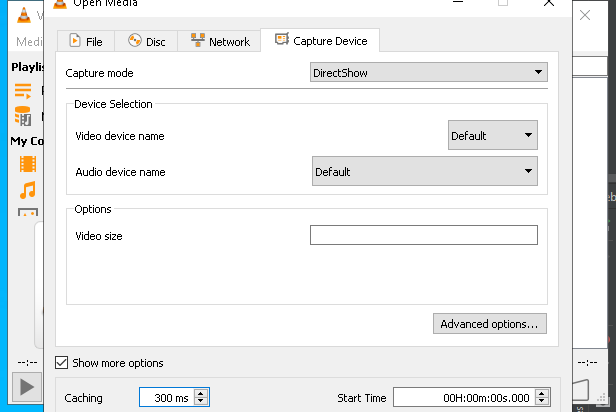 Open Media
Medi
File
Disc
Network
Capture Device
Playlis
Capture mode
DirectShow
Device Selection
My Co
Video device name
Default
Audio device name
Default
Options
Video size
Advanced options...
--:--
Show more options
--:--
Caching
300 ms
Start Time
00H:00m:00s.000